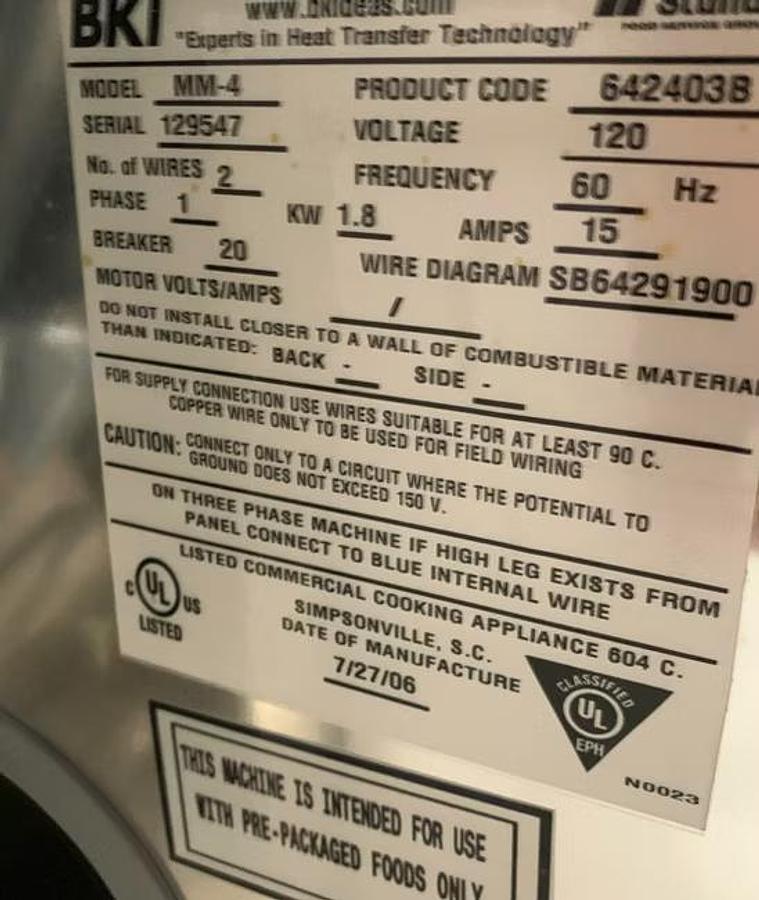 BKI
www.bkideas.com
"Experts in Heat Transfer Technology"
MODEL MM-4 PRODUCT CODE 642403B
SERIAL 129547 VOLTAGE 120
No. of WIRES 2 FREQUENCY 60 Hz
PHASE 1 KW 1.8 AMPS 15
BREAKER 20 WIRE DIAGRAM SB64291900
MOTOR VOLTS/AMPS /
DO NOT INSTALL CLOSER TO A WALL OF COMBUSTIBLE MATERIA
THAN INDICATED: BACK - SIDE -
FOR SUPPLY CONNECTION USE WIRES SUITABLE FOR AT LEAST 90 C.
COPPER WIRE ONLY TO BE USED FOR FIELD WIRING
CAUTION: CONNECT ONLY TO A CIRCUIT WHERE THE POTENTIAL TO
GROUND DOES NOT EXCEED 150 V.
ON THREE PHASE MACHINE IF HIGH LEG EXISTS FROM
PANEL CONNECT TO BLUE INTERNAL WIRE
LISTED COMMERCIAL COOKING APPLIANCE 604 C.
C UL US
LISTED
SIMPSONVILLE, S.C.
DATE OF MANUFACTURE
7/27/06
CLASSIFIED
UL
EPH
N0023
THIS MACHINE IS INTENDED FOR USE
WITH PRE-PACKAGED FOODS ONLY